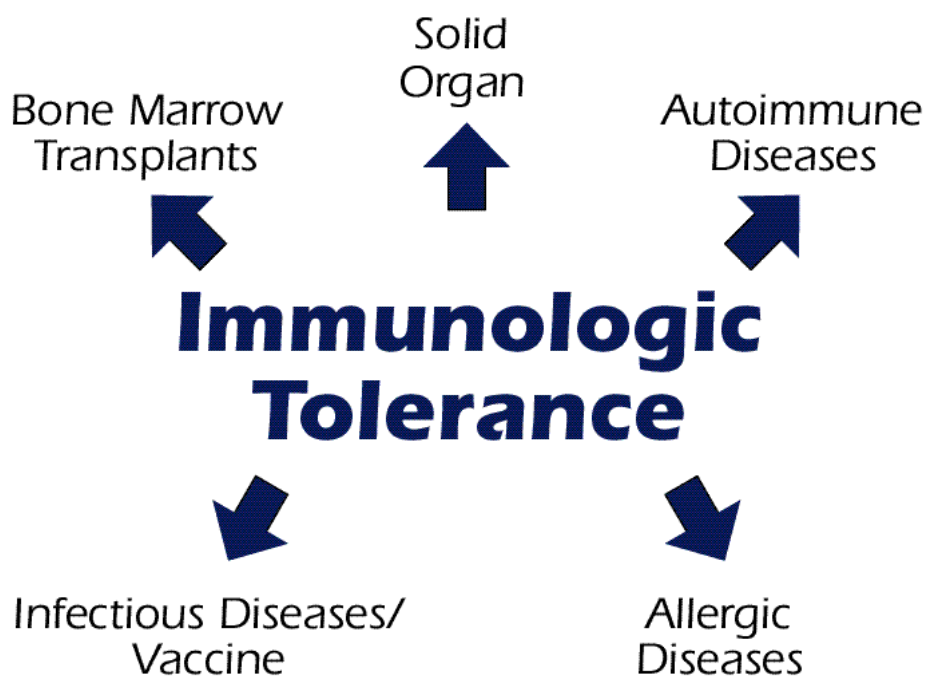 Solid
Organ
Bone Marrow
Transplants
Autoimmune
Diseases
Immunologic
Tolerance
Infectious Diseases/
Vaccine
Allergic
Diseases